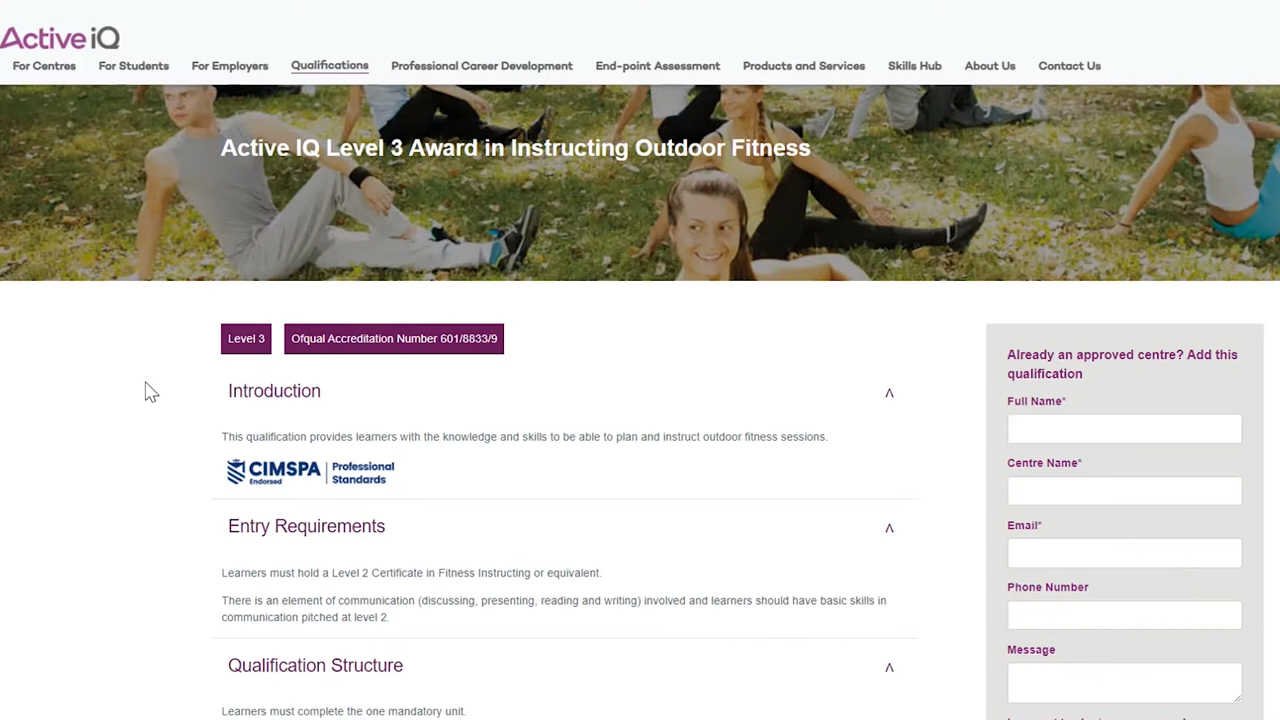 Active iQ
For Centres For Students For Employers Qualifications Professional Career Development End-point Assessment Products and Services Skills Hub About Us Contact Us
Active IQ Level 3 Award in Instructing Outdoor Fitness
Level 3 Ofqual Accreditation Number 601/8833/9
Introduction
This qualification provides learners with the knowledge and skills to be able to plan and instruct outdoor fitness sessions.
CIMSPA Endorsed Professional Standards
Entry Requirements
Learners must hold a Level 2 Certificate in Fitness Instructing or equivalent.
There is an element of communication (discussing, presenting, reading and writing) involved and learners should have basic skills in
communication pitched at level 2.
Qualification Structure
Learners must complete the one mandatory unit.
Already an approved centre? Add this
qualification
Full Name*
Centre Name*
Email*
Phone Number
Message